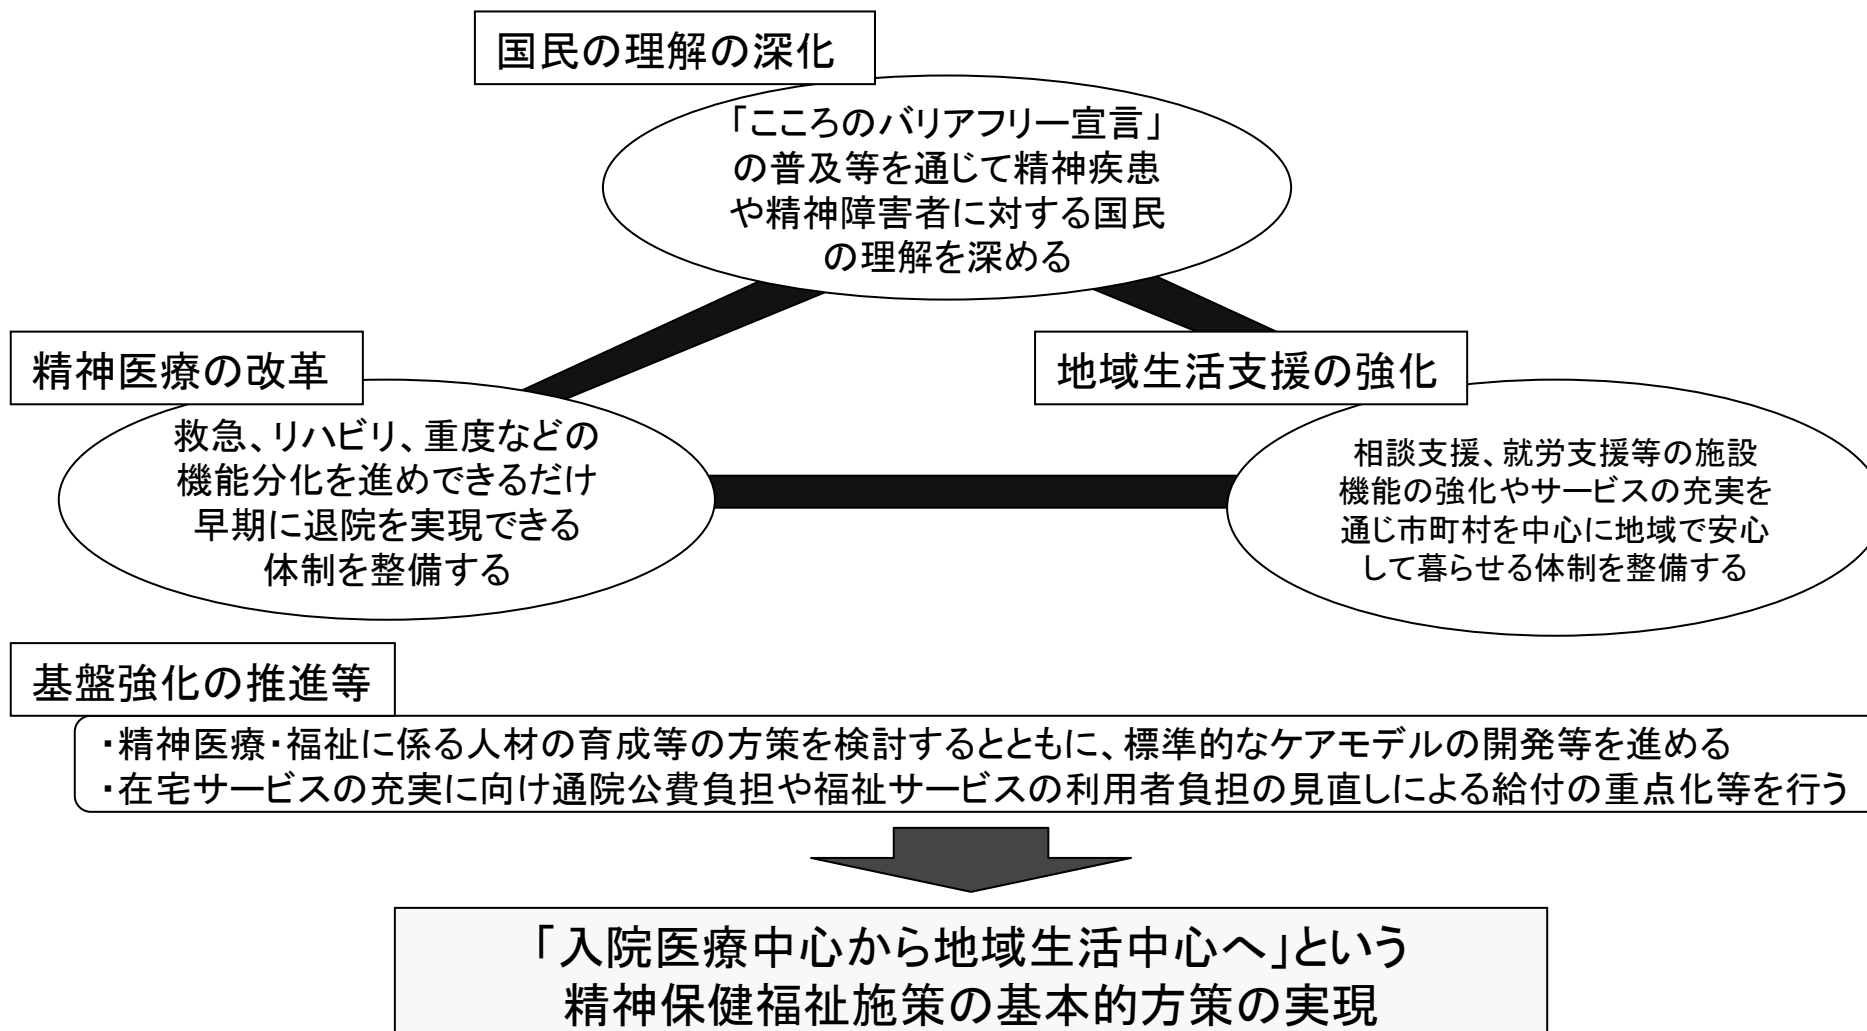 国民の理解の深化
「こころのバリアフリー宣言」
の普及等を通じて精神疾患
や精神障害者に対する国民
の理解を深める
精神医療の改革
救急、リハビリ、重度などの
機能分化を進めできるだけ
早期に退院を実現できる
体制を整備する
地域生活支援の強化
相談支援、就労支援等の施設
機能の強化やサービスの充実を
通じ市町村を中心に地域で安心
して暮らせる体制を整備する
基盤強化の推進等
・精神医療・福祉に係る人材の育成等の方策を検討するとともに、標準的なケアモデルの開発等を進める
・在宅サービスの充実に向け通院公費負担や福祉サービスの利用者負担の見直しによる給付の重点化等を行う
「入院医療中心から地域生活中心へ」という
精神保健福祉施策の基本的方策の実現